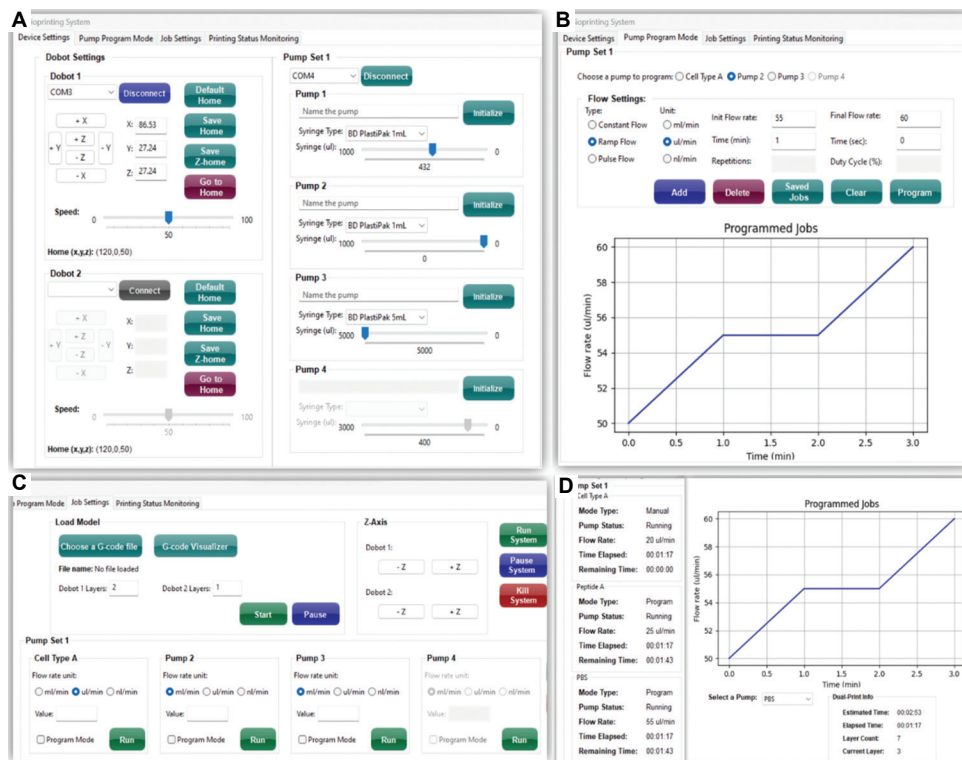 A
ioprinting System
Device Settings Pump Program Mode Job Settings Printing Status Monitoring
Dobot Settings
Dobot 1
COM3 Disconnect Default Home
+ X
+ Y + Z - Y
- Z
- X
X: 86.53
Y: 27.24
Z: 27.24
Save Home
Save Z-home
Go to Home
Speed: 0 100
50
Home (x,y,z): (120,0,50)
Dobot 2
Connect Default Home
+ X
+ Y + Z - Y
- Z
- X
X:
Y:
Z:
Save Home
Save Z-home
Go to Home
Speed: 0 100
50
Home (x,y,z): (120,0,50)
Pump Set 1
COM4 Disconnect
Pump 1
Name the pump Initialize
Syringe Type: BD PlastiPak 1mL
Syringe (ul): 1000 0
432
Pump 2
Name the pump Initialize
Syringe Type: BD PlastiPak 1mL
Syringe (ul): 1000 0
0
Pump 3
Name the pump Initialize
Syringe Type: BD PlastiPak 5mL
Syringe (ul): 5000 0
5000
Pump 4
Initialize
Syringe Type:
Syringe (ul): 3000 0
400
B
ioprinting System
Device Settings Pump Program Mode Job Settings Printing Status Monitoring
Pump Set 1
Choose a pump to program: Cell Type A Pump 2 Pump 3 Pump 4
Flow Settings:
Type: Unit: Init Flow rate: 55 Final Flow rate: 60
Constant Flow ml/min
Ramp Flow ul/min Time (min): 1 Time (sec): 0
Pulse Flow nl/min Repetitions: Duty Cycle (%):
Add Delete Saved Jobs Clear Program
Programmed Jobs
Flow rate (ul/min)
60
58
56
54
52
50
0.0 0.5 1.0 1.5 2.0 2.5 3.0
Time (min)
C
Program Mode Job Settings Printing Status Monitoring
Load Model
Choose a G-code file G-code Visualizer
File name: No file loaded
Dobot 1 Layers: 2 Dobot 2 Layers: 1
Start Pause
Z-Axis
Dobot 1:
- Z + Z
Dobot 2:
- Z + Z
Run System
Pause System
Kill System
Pump Set 1
Cell Type A Pump 2 Pump 3 Pump 4
Flow rate unit: Flow rate unit: Flow rate unit: Flow rate unit:
ml/min ul/min nl/min ml/min ul/min nl/min ml/min ul/min nl/min ml/min ul/min nl/min
Value: Value: Value: Value:
Program Mode Run Program Mode Run Program Mode Run Program Mode Run
D
mp Set 1
Cell Type A
Mode Type: Manual
Pump Status: Running
Flow Rate: 20 ul/min
Time Elapsed: 00:01:17
Remaining Time: 00:00:00
Peptide A
Mode Type: Program
Pump Status: Running
Flow Rate: 25 ul/min
Time Elapsed: 00:01:17
Remaining Time: 00:01:43
PBS
Mode Type: Program
Pump Status: Running
Flow Rate: 55 ul/min
Time Elapsed: 00:01:17
Remaining Time: 00:01:43
Programmed Jobs
Flow rate (ul/min)
60
58
56
54
52
50
0.0 0.5 1.0 1.5 2.0 2.5 3.0
Time (min)
Select a Pump: PBS
Dual-Print Info
Estimated Time: 00:02:53
Elapsed Time: 00:01:17
Layer Count: 7
Current Layer: 3